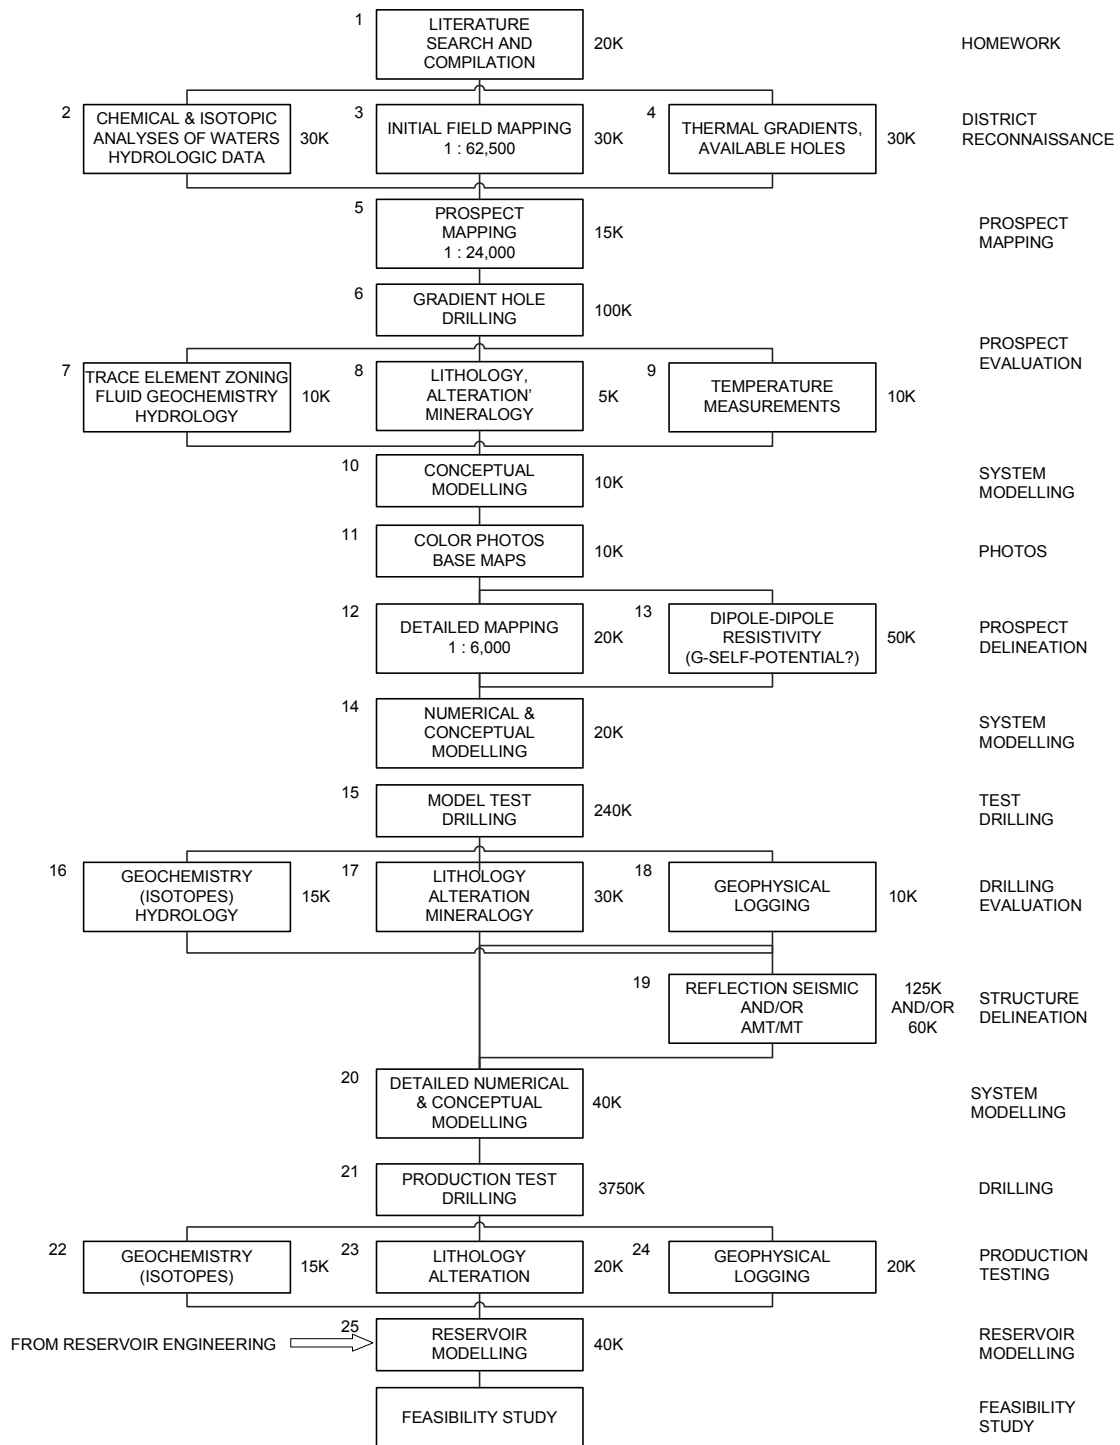 1
LITERATURE
SEARCH AND
COMPILATION
20K
HOMEWORK
2
CHEMICAL & ISOTOPIC
ANALYSES OF WATERS
HYDROLOGIC DATA
30K
3
INITIAL FIELD MAPPING
1 : 62,500
30K
4
THERMAL GRADIENTS,
AVAILABLE HOLES
30K
DISTRICT
RECONNAISSANCE
5
PROSPECT
MAPPING
1 : 24,000
15K
PROSPECT
MAPPING
6
GRADIENT HOLE
DRILLING
100K
PROSPECT
EVALUATION
7
TRACE ELEMENT ZONING
FLUID GEOCHEMISTRY
HYDROLOGY
10K
8
LITHOLOGY,
ALTERATION’
MINERALOGY
5K
9
TEMPERATURE
MEASUREMENTS
10K
10
CONCEPTUAL
MODELLING
10K
SYSTEM
MODELLING
11
COLOR PHOTOS
BASE MAPS
10K
PHOTOS
12
DETAILED MAPPING
1 : 6,000
20K
13
DIPOLE-DIPOLE
RESISTIVITY
(G-SELF-POTENTIAL?)
50K
PROSPECT
DELINEATION
14
NUMERICAL &
CONCEPTUAL
MODELLING
20K
SYSTEM
MODELLING
15
MODEL TEST
DRILLING
240K
TEST
DRILLING
16
GEOCHEMISTRY
(ISOTOPES)
HYDROLOGY
15K
17
LITHOLOGY
ALTERATION
MINERALOGY
30K
18
GEOPHYSICAL
LOGGING
10K
DRILLING
EVALUATION
19
REFLECTION SEISMIC
AND/OR
AMT/MT
125K
AND/OR
60K
STRUCTURE
DELINEATION
20
DETAILED NUMERICAL
& CONCEPTUAL
MODELLING
40K
SYSTEM
MODELLING
21
PRODUCTION TEST
DRILLING
3750K
DRILLING
22
GEOCHEMISTRY
(ISOTOPES)
15K
23
LITHOLOGY
ALTERATION
20K
24
GEOPHYSICAL
LOGGING
20K
PRODUCTION
TESTING
FROM RESERVOIR ENGINEERING
25
RESERVOIR
MODELLING
40K
RESERVOIR
MODELLING
FEASIBILITY STUDY
FEASIBILITY
STUDY